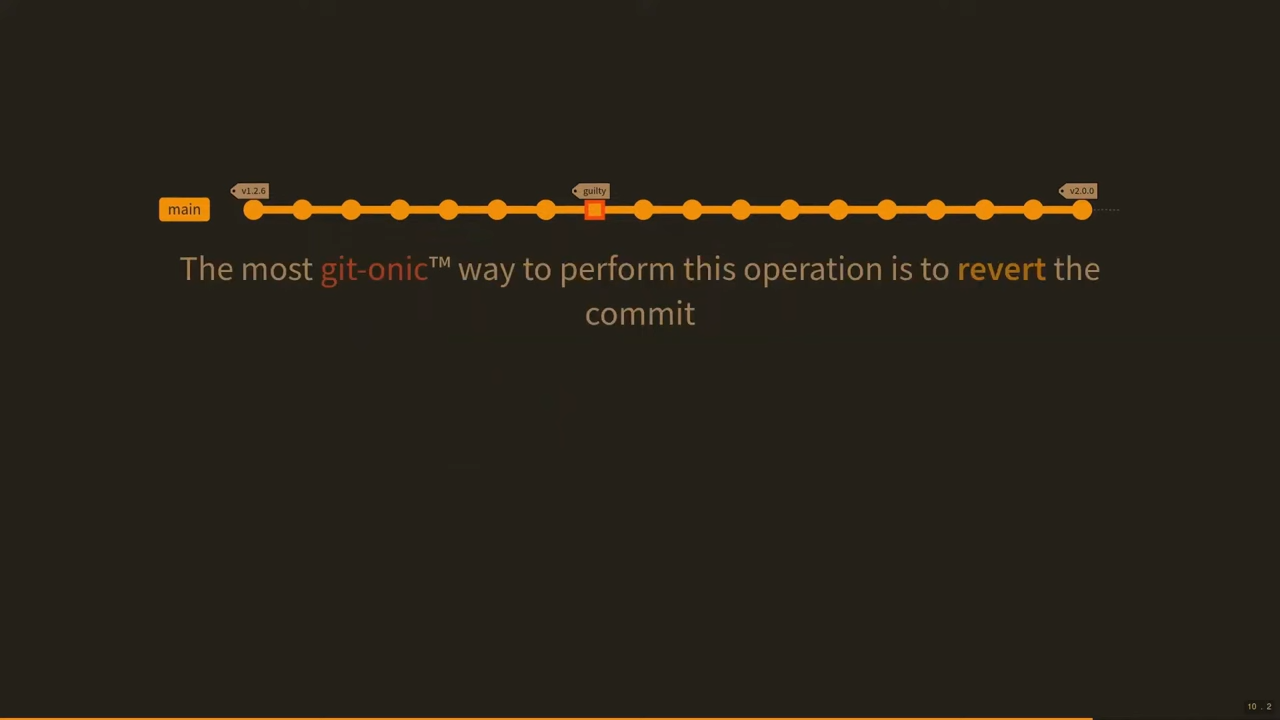 v1.2.6
guilty
v2.0.0
main
The most git-onic™ way to perform this operation is to revert the
commit
10 . 2